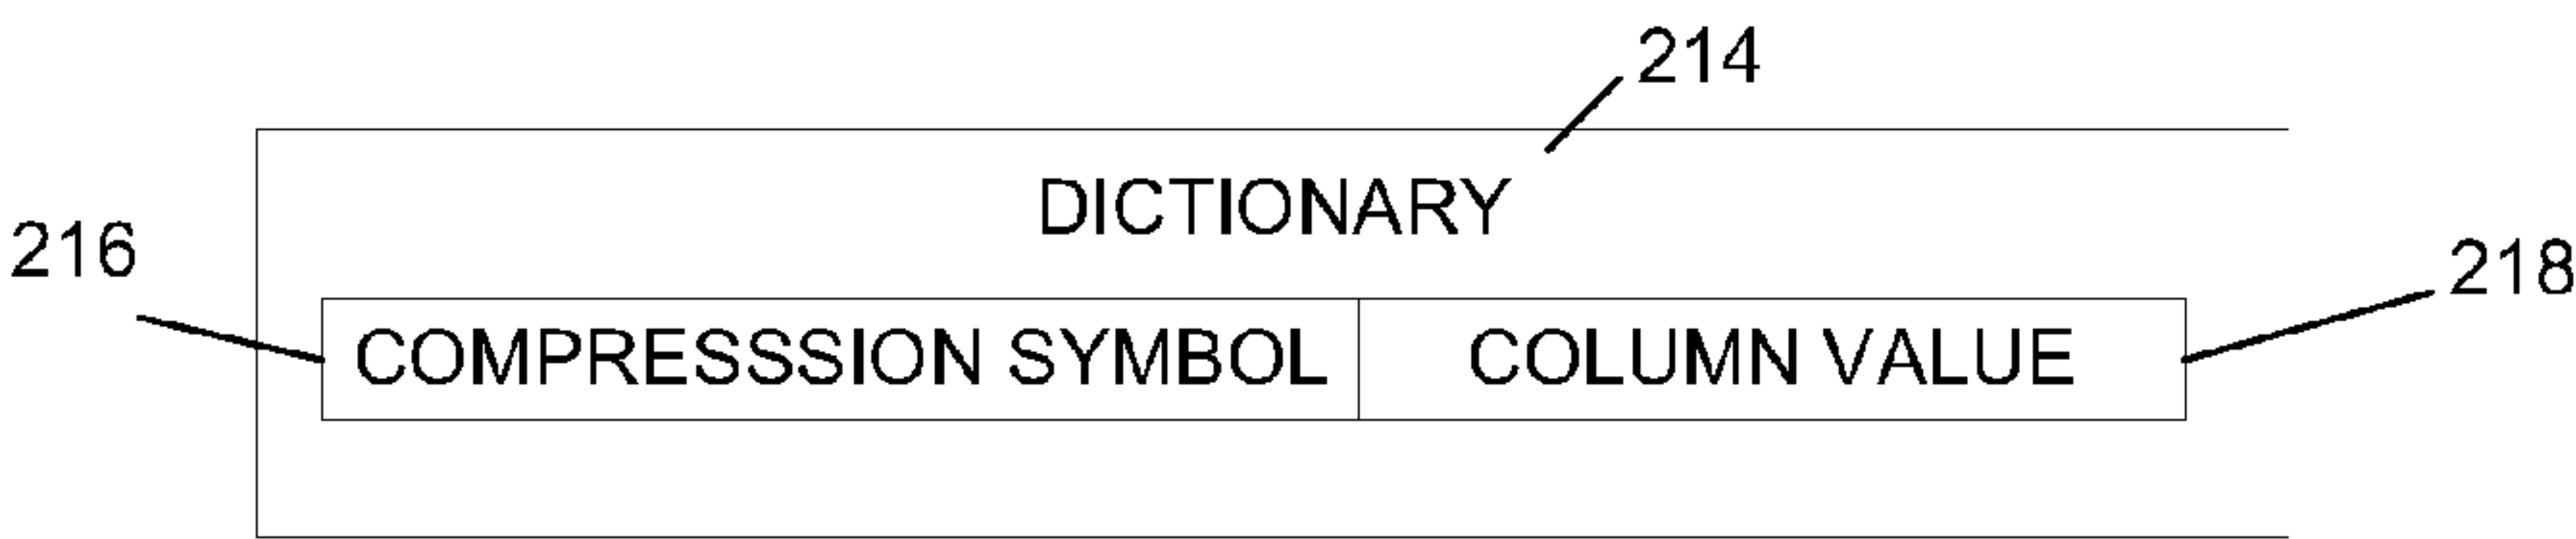 214
DICTIONARY
216
218
COMPRESSSION SYMBOL COLUMN VALUE